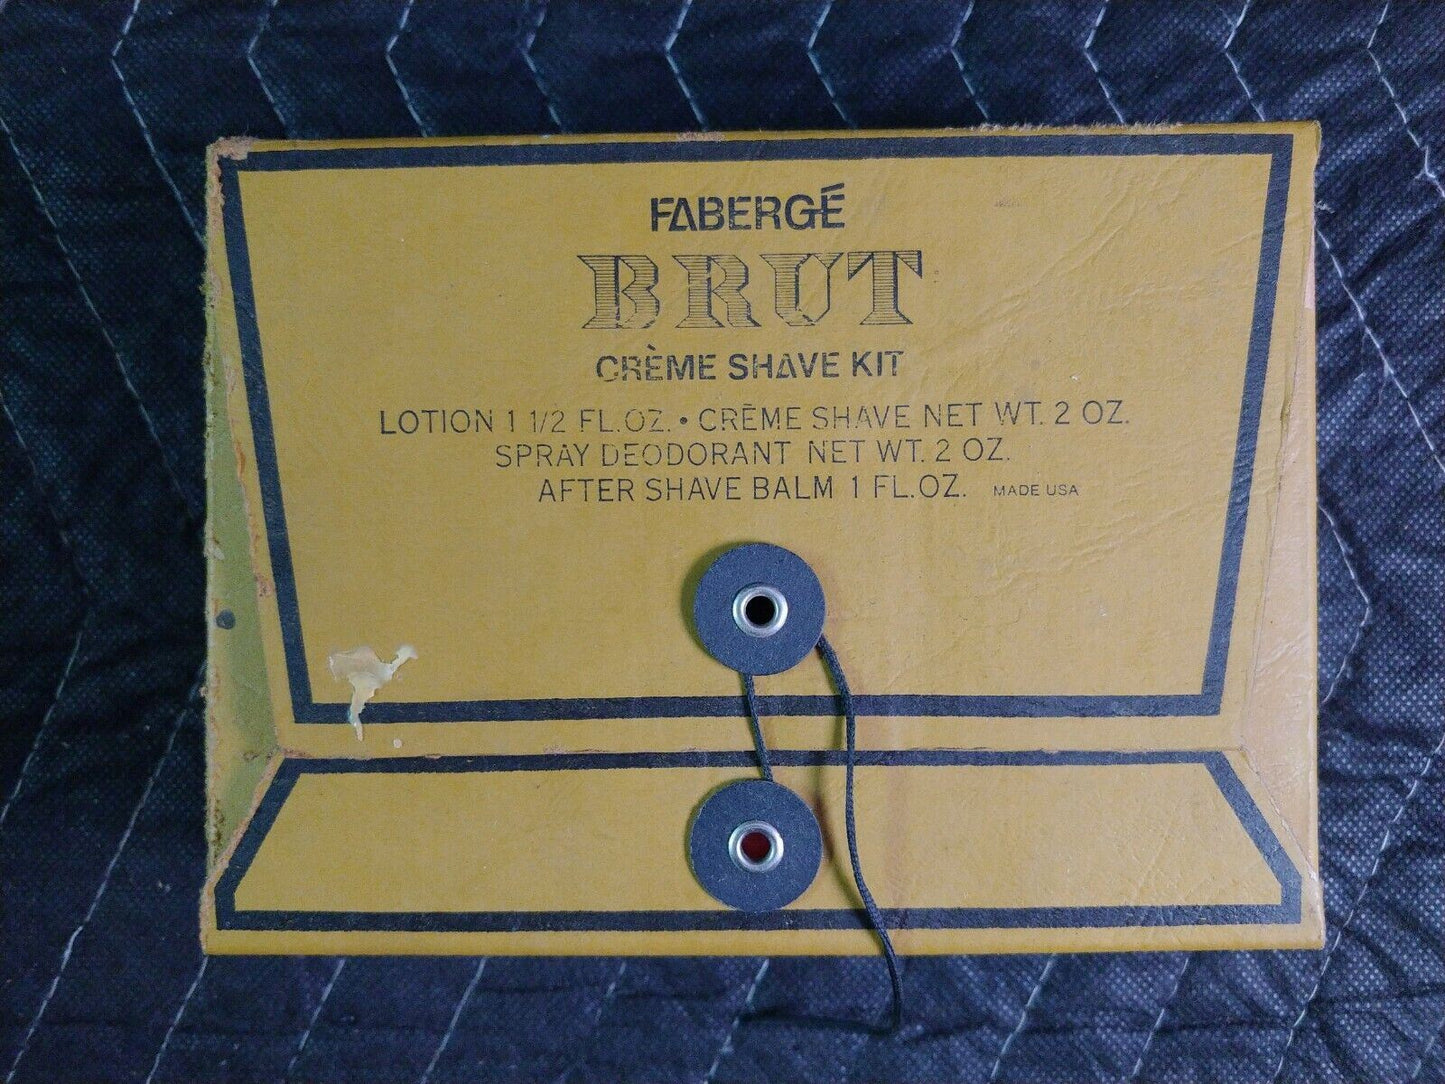 FABERGÉ
BRUT
CRÈME SHAVE KIT
LOTION 1 1/2 FL.OZ. • CRĒME SHAVE NET WT. 2 OZ.
SPRAY DEODORANT NET WT. 2 OZ.
AFTER SHAVE BALM 1 FL.OZ. MADE USA